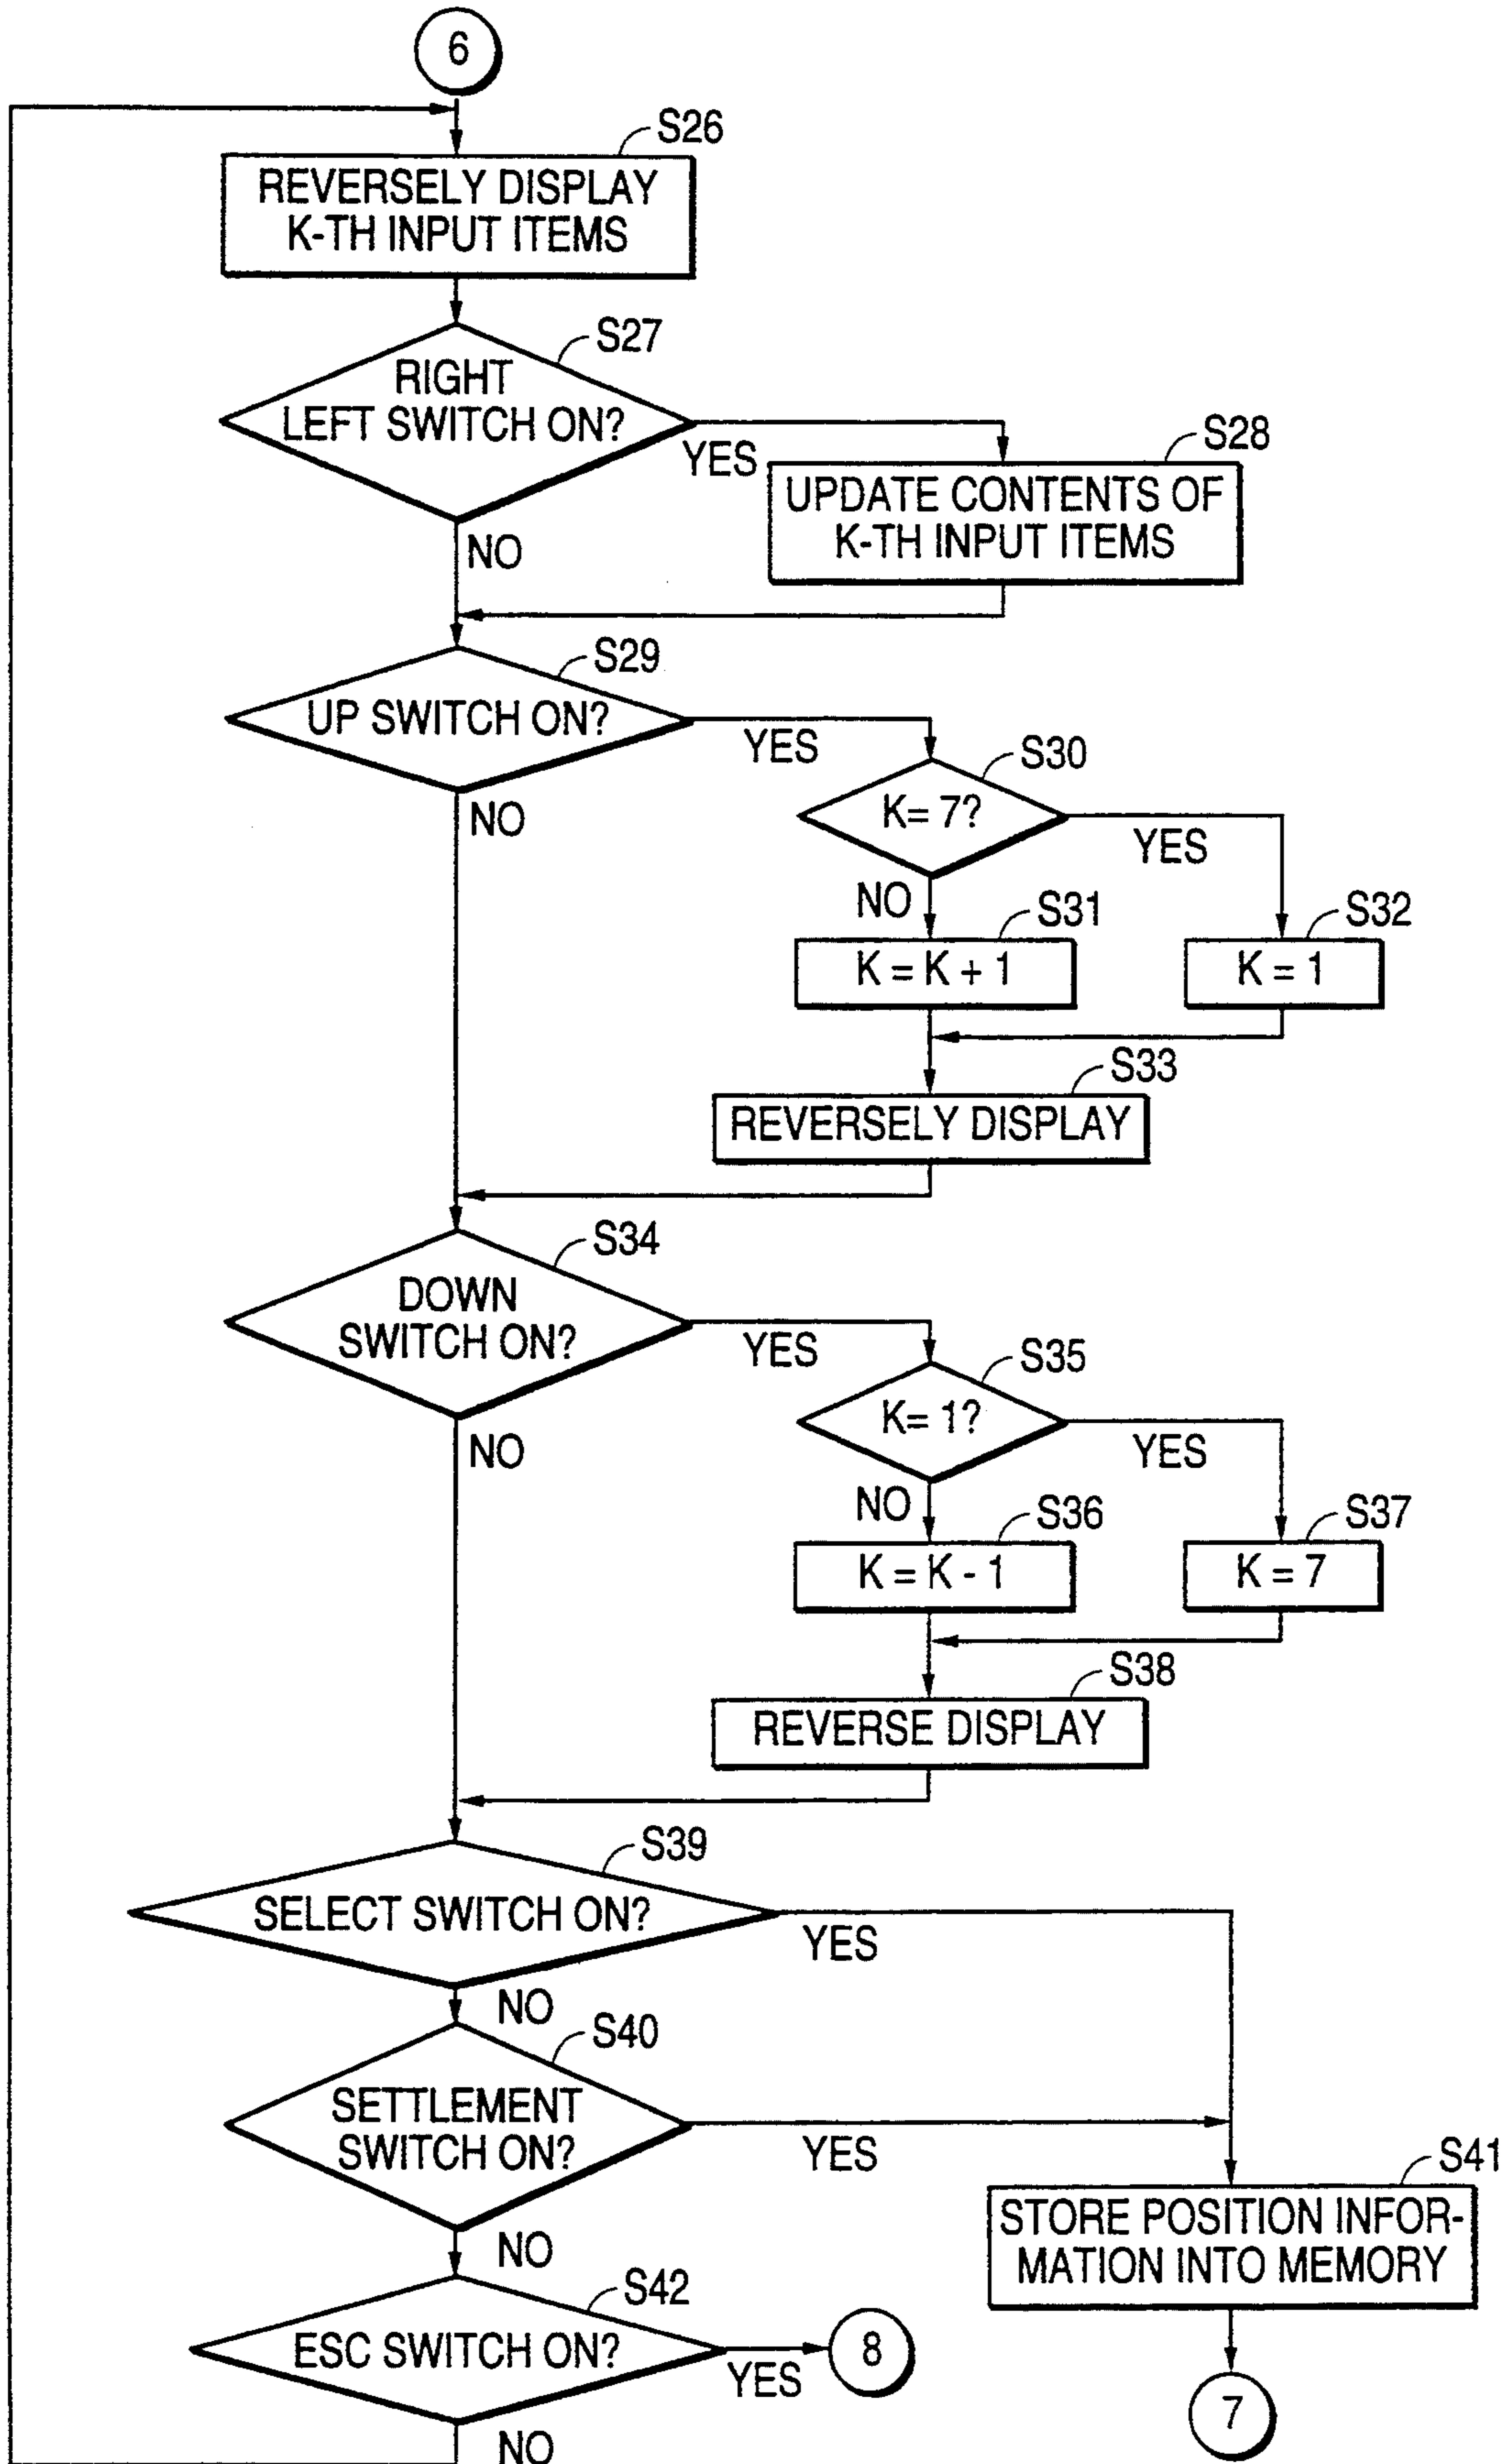 6
S26
REVERSELY DISPLAY
K-TH INPUT ITEMS
S27
RIGHT
LEFT SWITCH ON?
YES
S28
UPDATE CONTENTS OF
K-TH INPUT ITEMS
NO
S29
UP SWITCH ON?
YES
NO
S30
K= 7?
YES
NO
S31
K = K + 1
S32
K = 1
S33
REVERSELY DISPLAY
S34
DOWN
SWITCH ON?
YES
NO
S35
K= 1?
YES
NO
S36
K = K - 1
S37
K = 7
S38
REVERSE DISPLAY
S39
SELECT SWITCH ON?
YES
NO
S40
SETTLEMENT
SWITCH ON?
YES
NO
S41
STORE POSITION INFOR-
MATION INTO MEMORY
S42
ESC SWITCH ON?
YES
8
7
NO